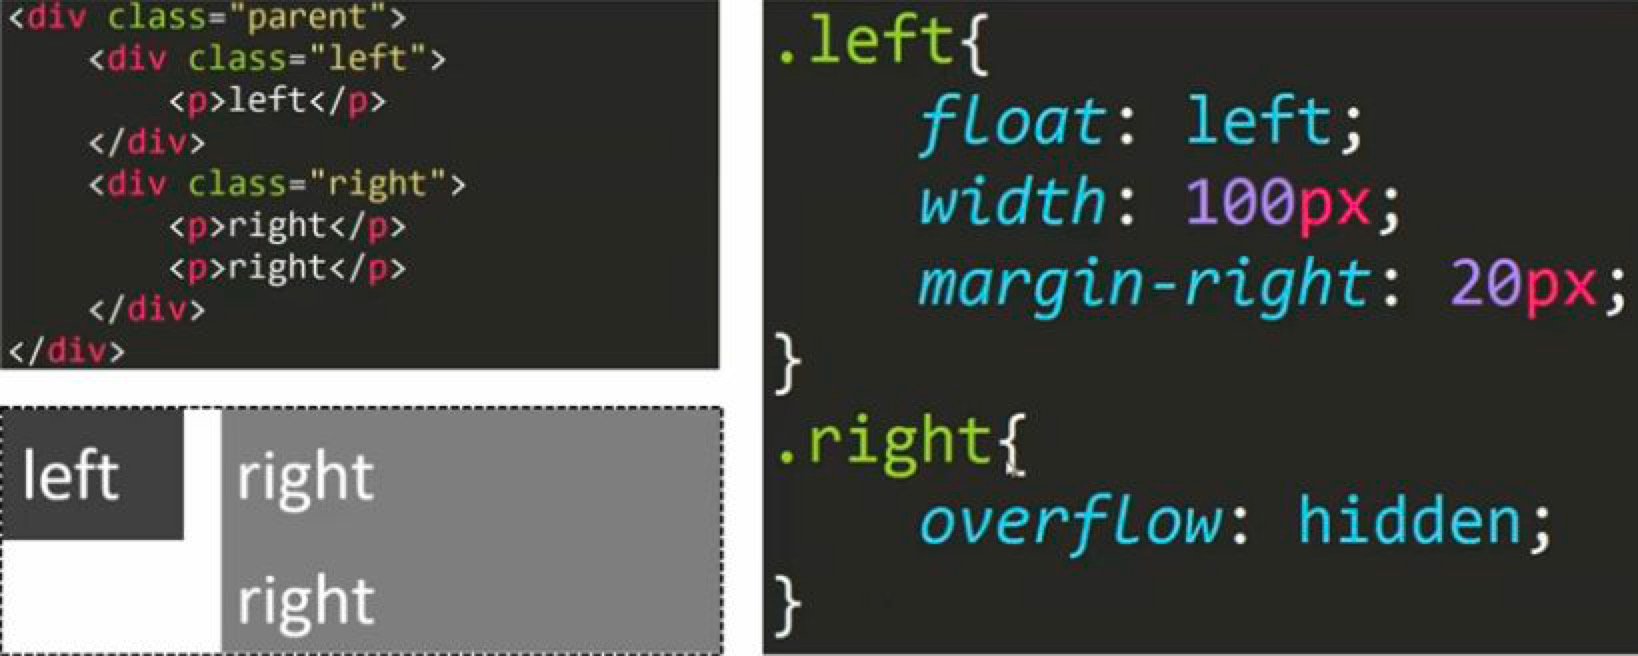 <div class="parent">
<div class="left">
<p>left</p>
</div>
<div class="right">
<p>right</p>
<p>right</p>
</div>
</div>
left
right
right
.left{
float: left;
width: 100px;
margin-right: 20px;
}
.right{
overflow: hidden;
}